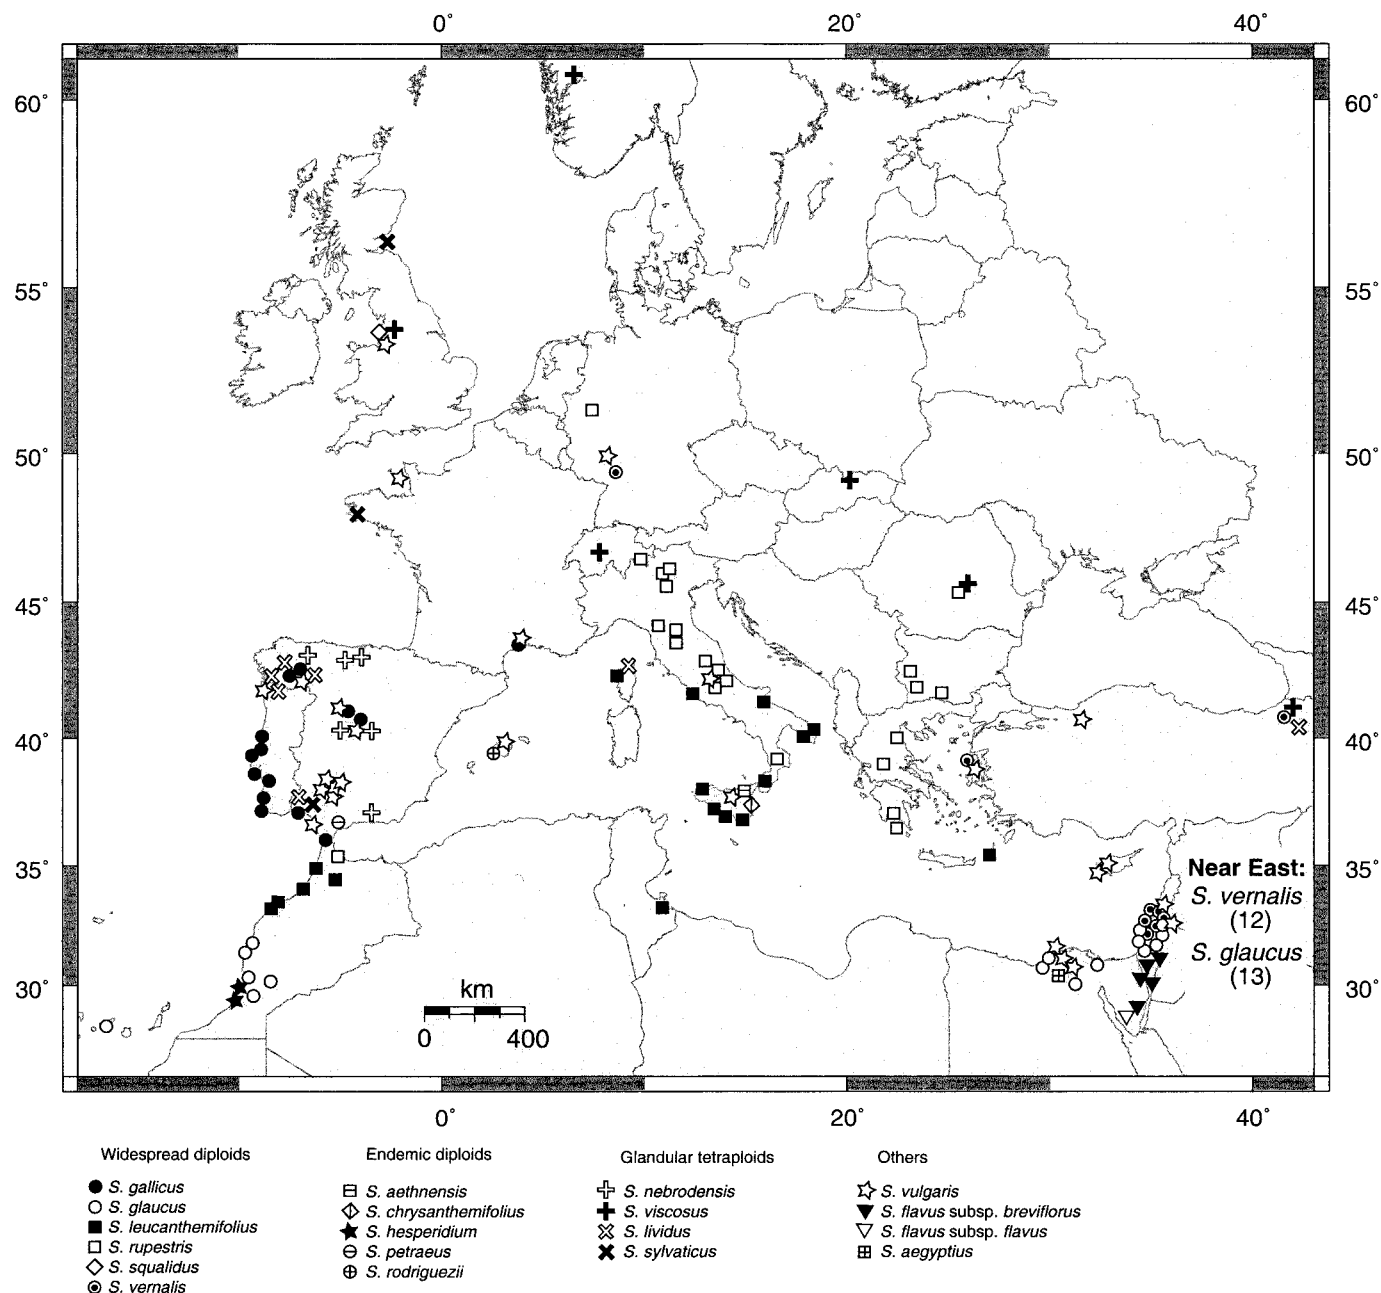 0° 20° 40°
60° 60°
55° 55°
50° 50°
45° 45°
40° 40°
35° 35°
Near East:
S. vernalis
(12)
S. glaucus
(13)
30° 30°
km
0 400
0° 20° 40°
Widespread diploids
S. gallicus
S. glaucus
S. leucanthemifolius
S. rupestris
S. squalidus
S. vernalis
Endemic diploids
S. aethnensis
S. chrysanthemifolius
S. hesperidium
S. petraeus
S. rodriguezii
Glandular tetraploids
S. nebrodensis
S. viscosus
S. lividus
S. sylvaticus
Others
S. vulgaris
S. flavus subsp. breviflorus
S. flavus subsp. flavus
S. aegyptius